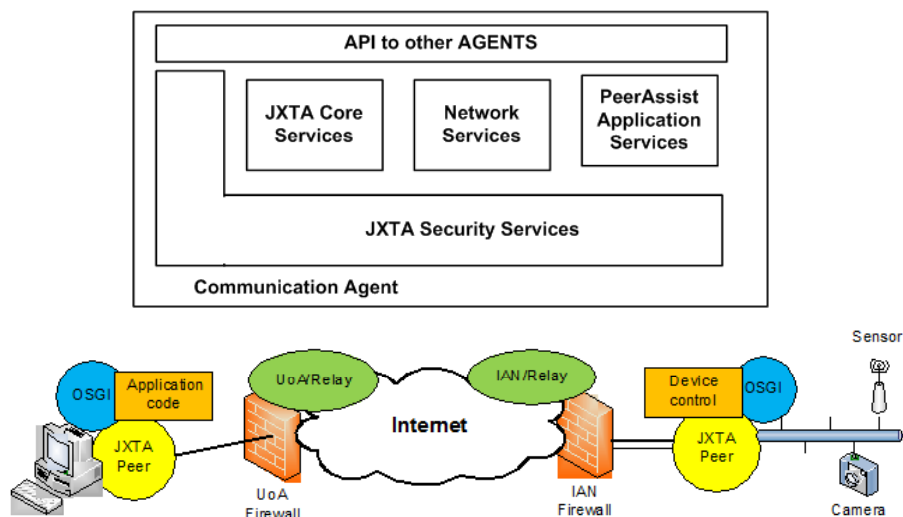 API to other AGENTS
JXTA Core
Services
Network
Services
PeerAssist
Application
Services
JXTA Security Services
Communication Agent
Sensor
OSGI
Application
code
UoA/Relay
IAN/Relay
Device
control
OSGI
JXTA
Peer
Internet
JXTA
Peer
UoA
Firewall
IAN
Firewall
Camera